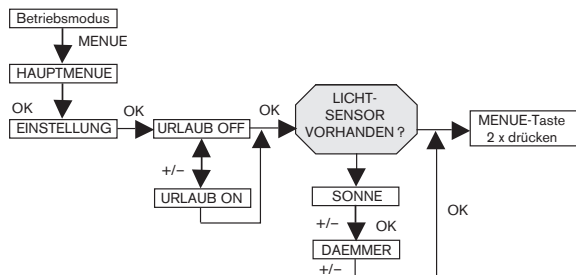 Betriebsmodus
MENUE
HAUPTMENUE
OK
EINSTELLUNG
OK
URLAUB OFF
+/–
URLAUB ON
OK
LICHT-
SENSOR
VORHANDEN ?
SONNE
+/–
OK
DAEMMER
+/–
OK
MENUE-Taste
2 x drücken